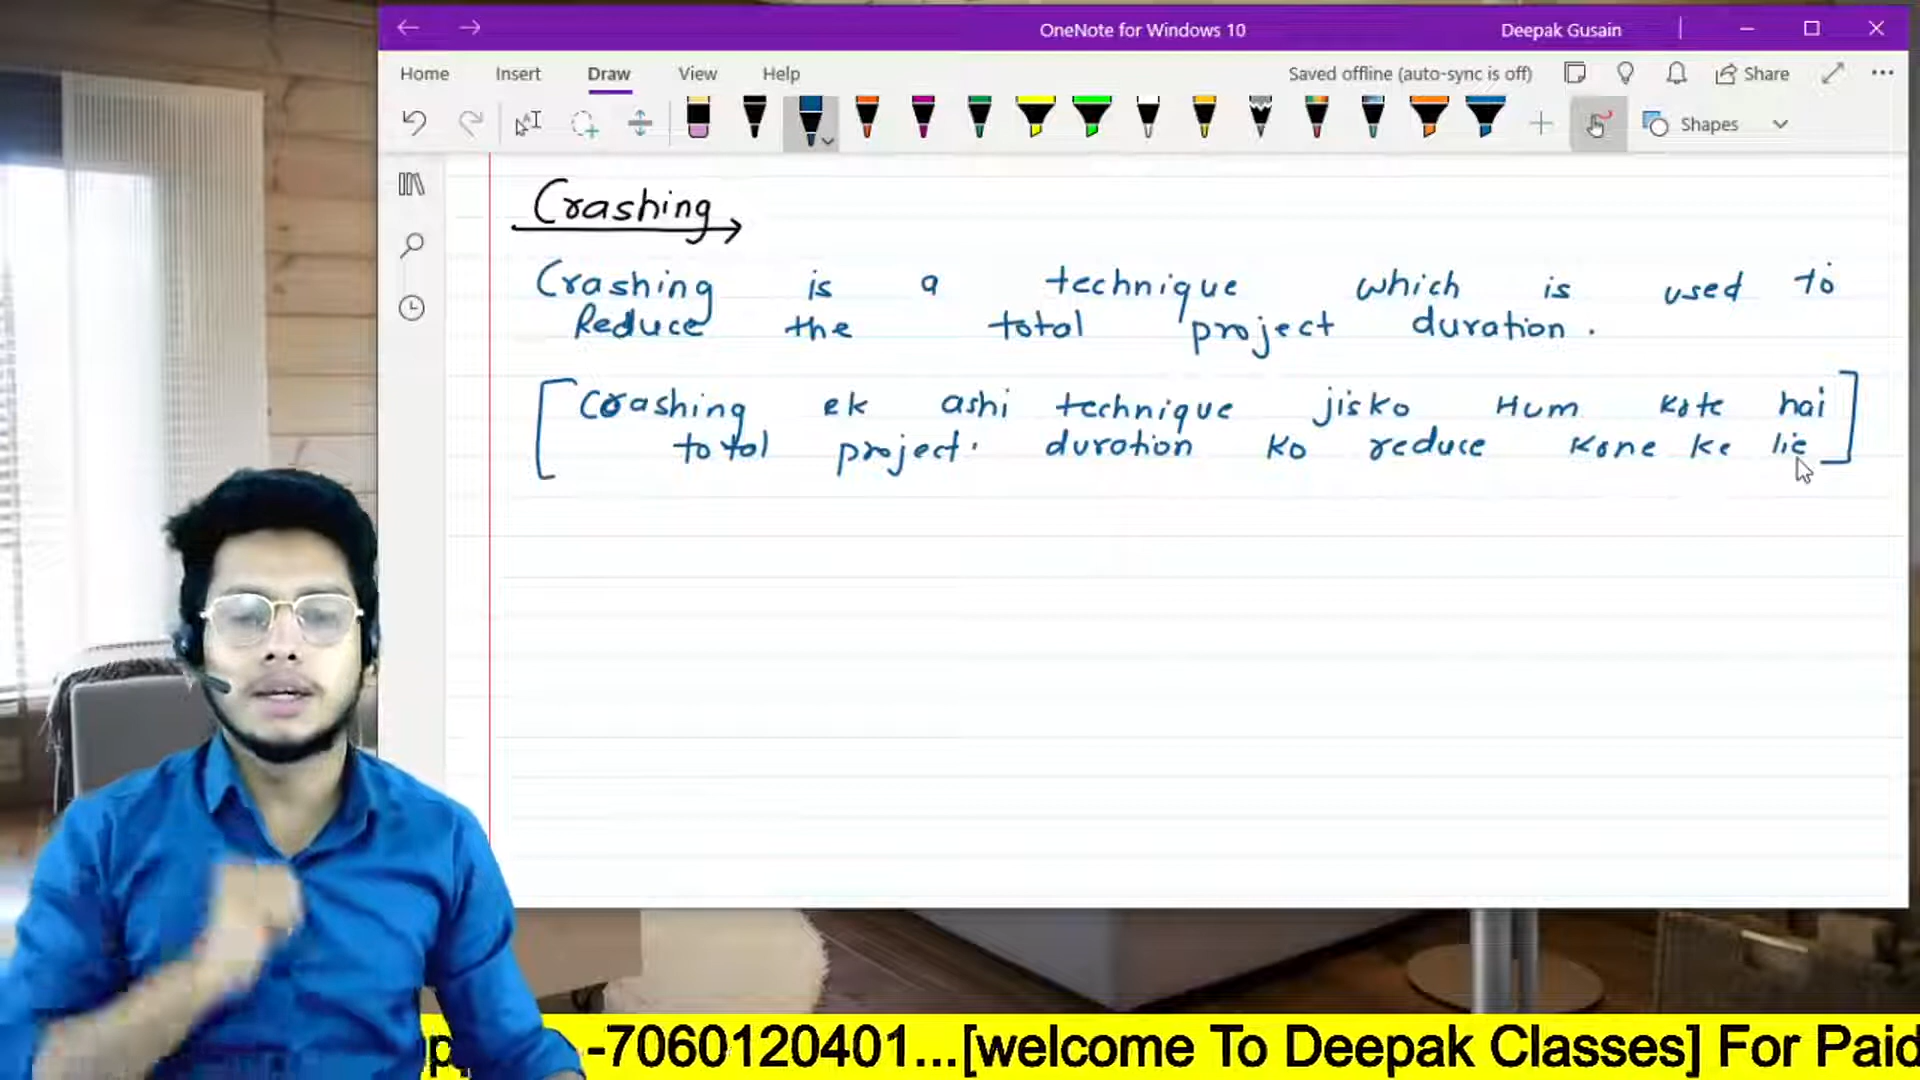 OneNote for Windows 10
Deepak Gusain
Home Insert Draw View Help
Saved offline (auto-sync is off)
Share
Shapes
Crashing
Crashing is a technique which is used to
Reduce the total project duration.
[Crashing ek ashi technique jisko Hum krte hai
total project. duration ko reduce krne ke lie]
-7060120401...[welcome To Deepak Classes] For Paid